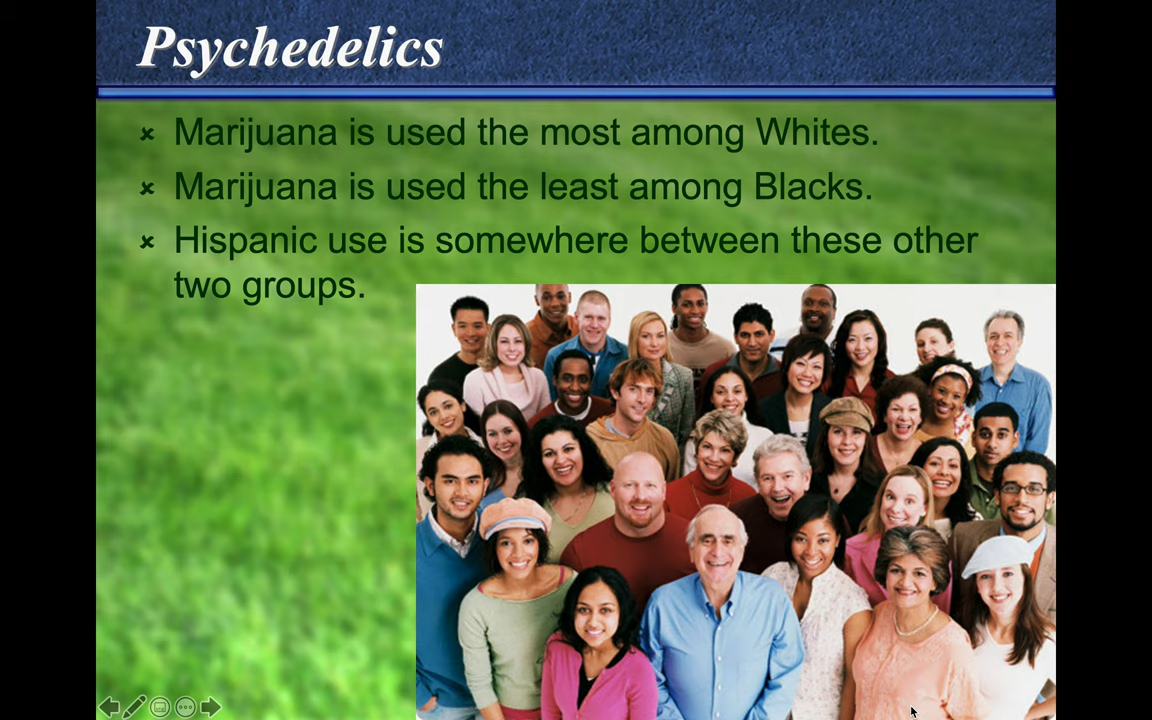 Psychedelics
Marijuana is used the most among Whites.
Marijuana is used the least among Blacks.
Hispanic use is somewhere between these other
two groups.